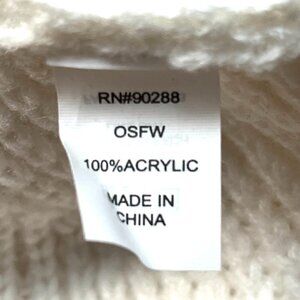 RN#90288
OSFW
100%ACRYLIC
MADE IN
CHINA